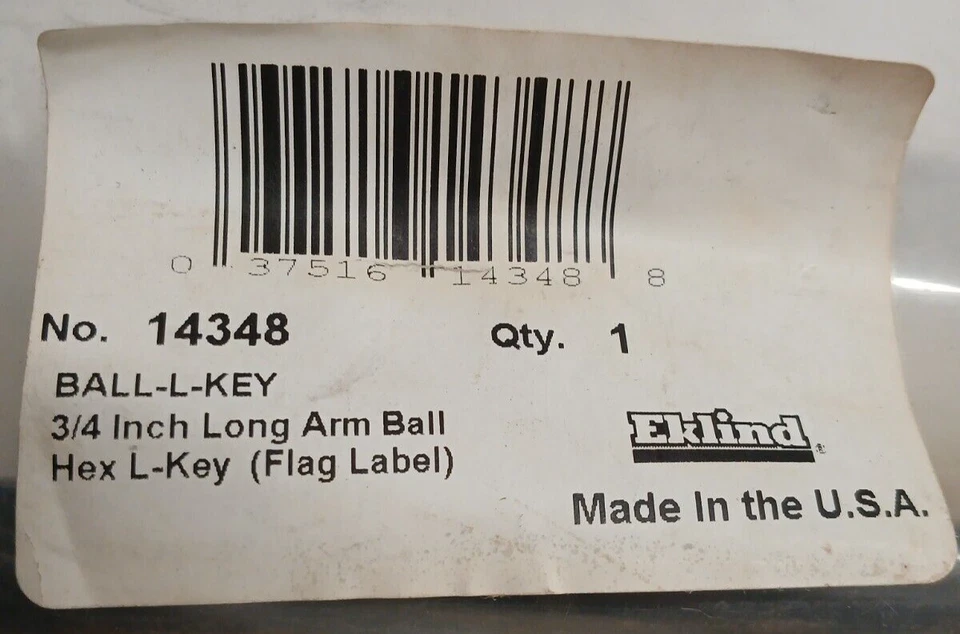 0 37516 14348 8
No. 14348 Qty. 1
BALL-L-KEY
3/4 Inch Long Arm Ball
Hex L-Key (Flag Label)
Eklind®
Made In the U.S.A.